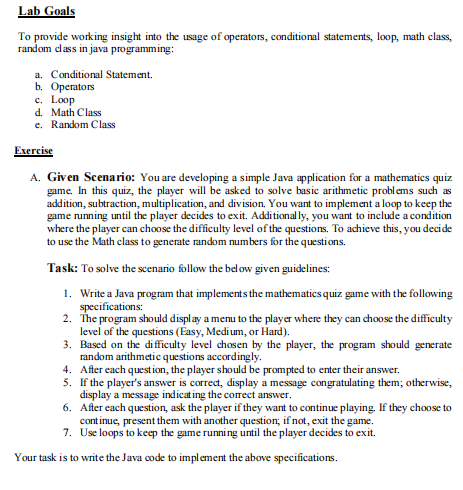 Lab Goals
To provide working insight into the usage of operators, conditional statements, loop, math class,
random class in java programming:
a. Conditional Statement.
b. Operators
c. Loop
d. Math Class
e. Random Class
Exercise
A. Given Scenario: You are developing a simple Java application for a mathematics quiz
game. In this quiz, the player will be asked to solve basic arithmetic problems such as
addition, subtraction, multiplication, and division. You want to implement a loop to keep the
game running until the player decides to exit. Additionally, you want to include a condition
where the player can choose the difficulty level of the questions. To achieve this, you decide
to use the Math class to generate random numbers for the questions.
Task: To solve the scenario follow the below given guidelines:
1. Write a Java program that implements the mathematics quiz game with the following
specifications:
2. The program should display a menu to the player where they can choose the difficulty
level of the questions (Easy, Medium, or Hard).
3. Based on the difficulty level chosen by the player, the program should generate
random arithmetic questions accordingly.
4. After each question, the player should be prompted to enter their answer.
5. If the player's answer is correct, display a message congratulating them; otherwise,
display a message indicating the correct answer.
6. After each question, ask the player if they want to continue playing. If they choose to
continue, present them with another question; if not, exit the game.
7. Use loops to keep the game running until the player decides to exit.
Your task is to write the Java code to implement the above specifications.